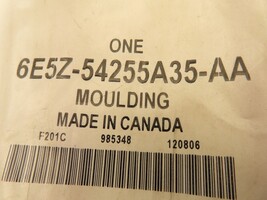 ONE
6E5Z-54255A35-AA
MOULDING
MADE IN CANADA
F201C 985348 120806